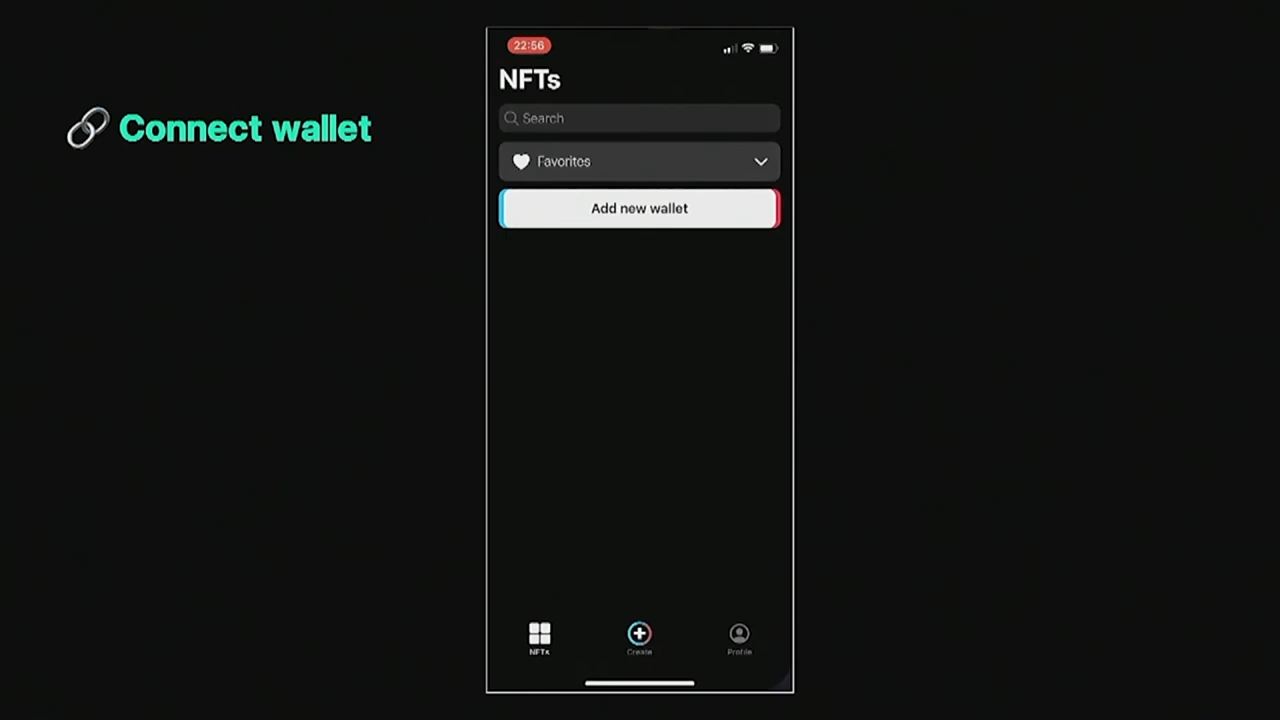 Connect wallet
22:56
NFTs
Search
Favorites
Add new wallet
NFTs
Create
Profile